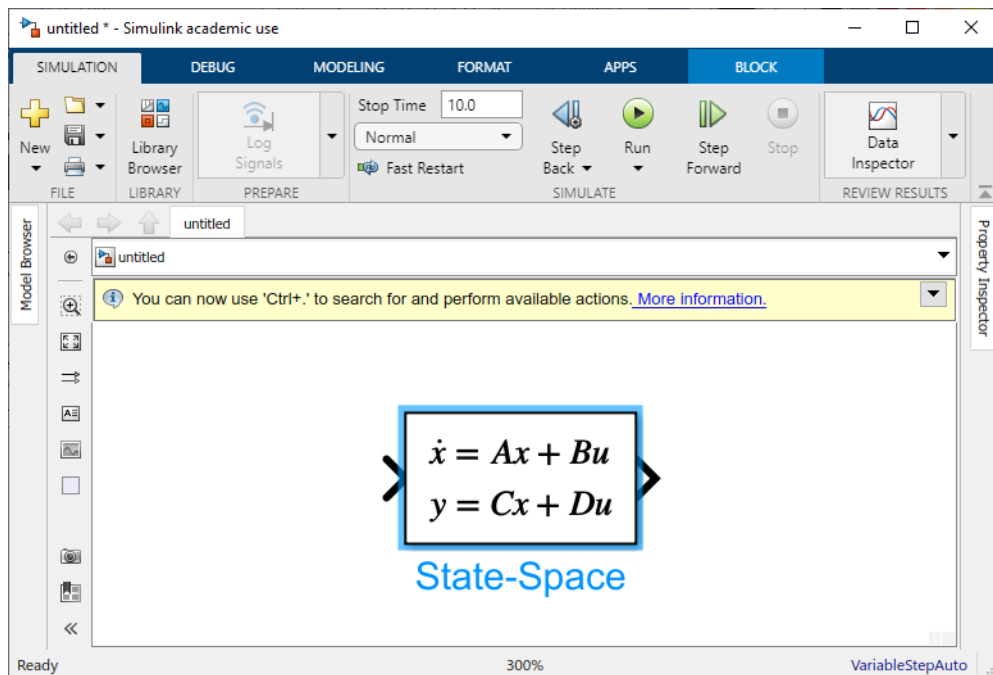 untitled * - Simulink academic use
SIMULATION DEBUG MODELING FORMAT APPS BLOCK
New
FILE
Library
Browser
LIBRARY
Log
Signals
PREPARE
Stop Time 10.0
Normal
Fast Restart
Step
Back
Run
Step
Forward
Stop
SIMULATE
Data
Inspector
REVIEW RESULTS
Model Browser
untitled
untitled
You can now use 'Ctrl+.' to search for and perform available actions. More information.
Property Inspector
ẋ = Ax + Bu
y = Cx + Du
State-Space
Ready 300% VariableStepAuto